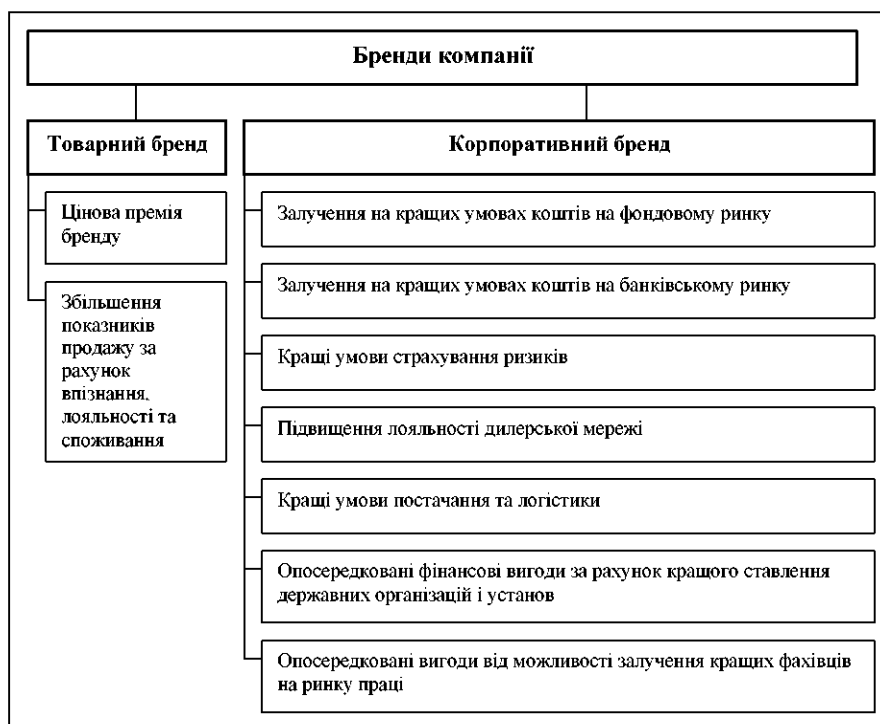 Бренди компанії
Товарний бренд
Цінова премія
бренду
Збільшення
показників
продажу за
рахунок
впізнання,
лояльності та
споживання
Корпоративний бренд
Залучення на кращих умовах коштів на фондовому ринку
Залучення на кращих умовах коштів на банківському ринку
Кращі умови страхування ризиків
Підвищення лояльності дилерської мережі
Кращі умови постачання та логістики
Опосередковані фінансові вигоди за рахунок кращого ставлення
державних організацій і установ
Опосередковані вигоди від можливості залучення кращих фахівців
на ринку праці